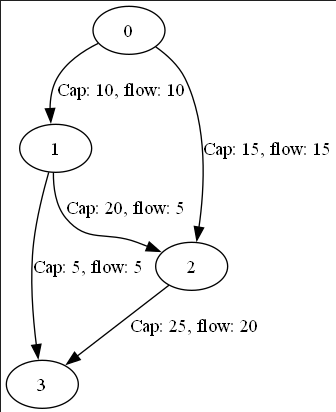 0
Cap: 10, flow: 10
1
Cap: 15, flow: 15
Cap: 20, flow: 5
Cap: 5, flow: 5
2
Cap: 25, flow: 20
3